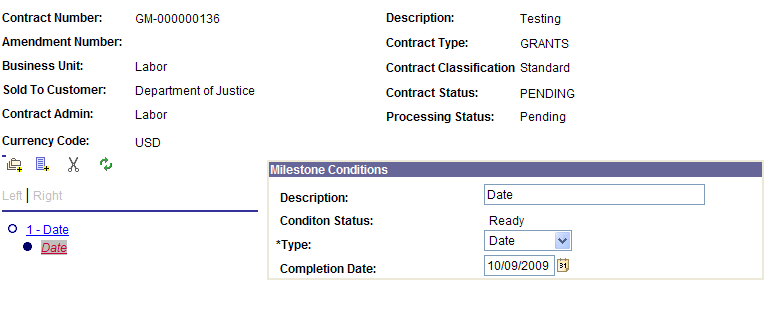 Contract Number: GM-000000136 Description: Testing
Amendment Number: Contract Type: GRANTS
Business Unit: Labor Contract Classification Standard
Sold To Customer: Department of Justice Contract Status: PENDING
Contract Admin: Labor Processing Status: Pending
Currency Code: USD
Left | Right
1 - Date
Date
Milestone Conditions
Description: Date
Conditon Status: Ready
*Type: Date
Completion Date: 10/09/2009 31